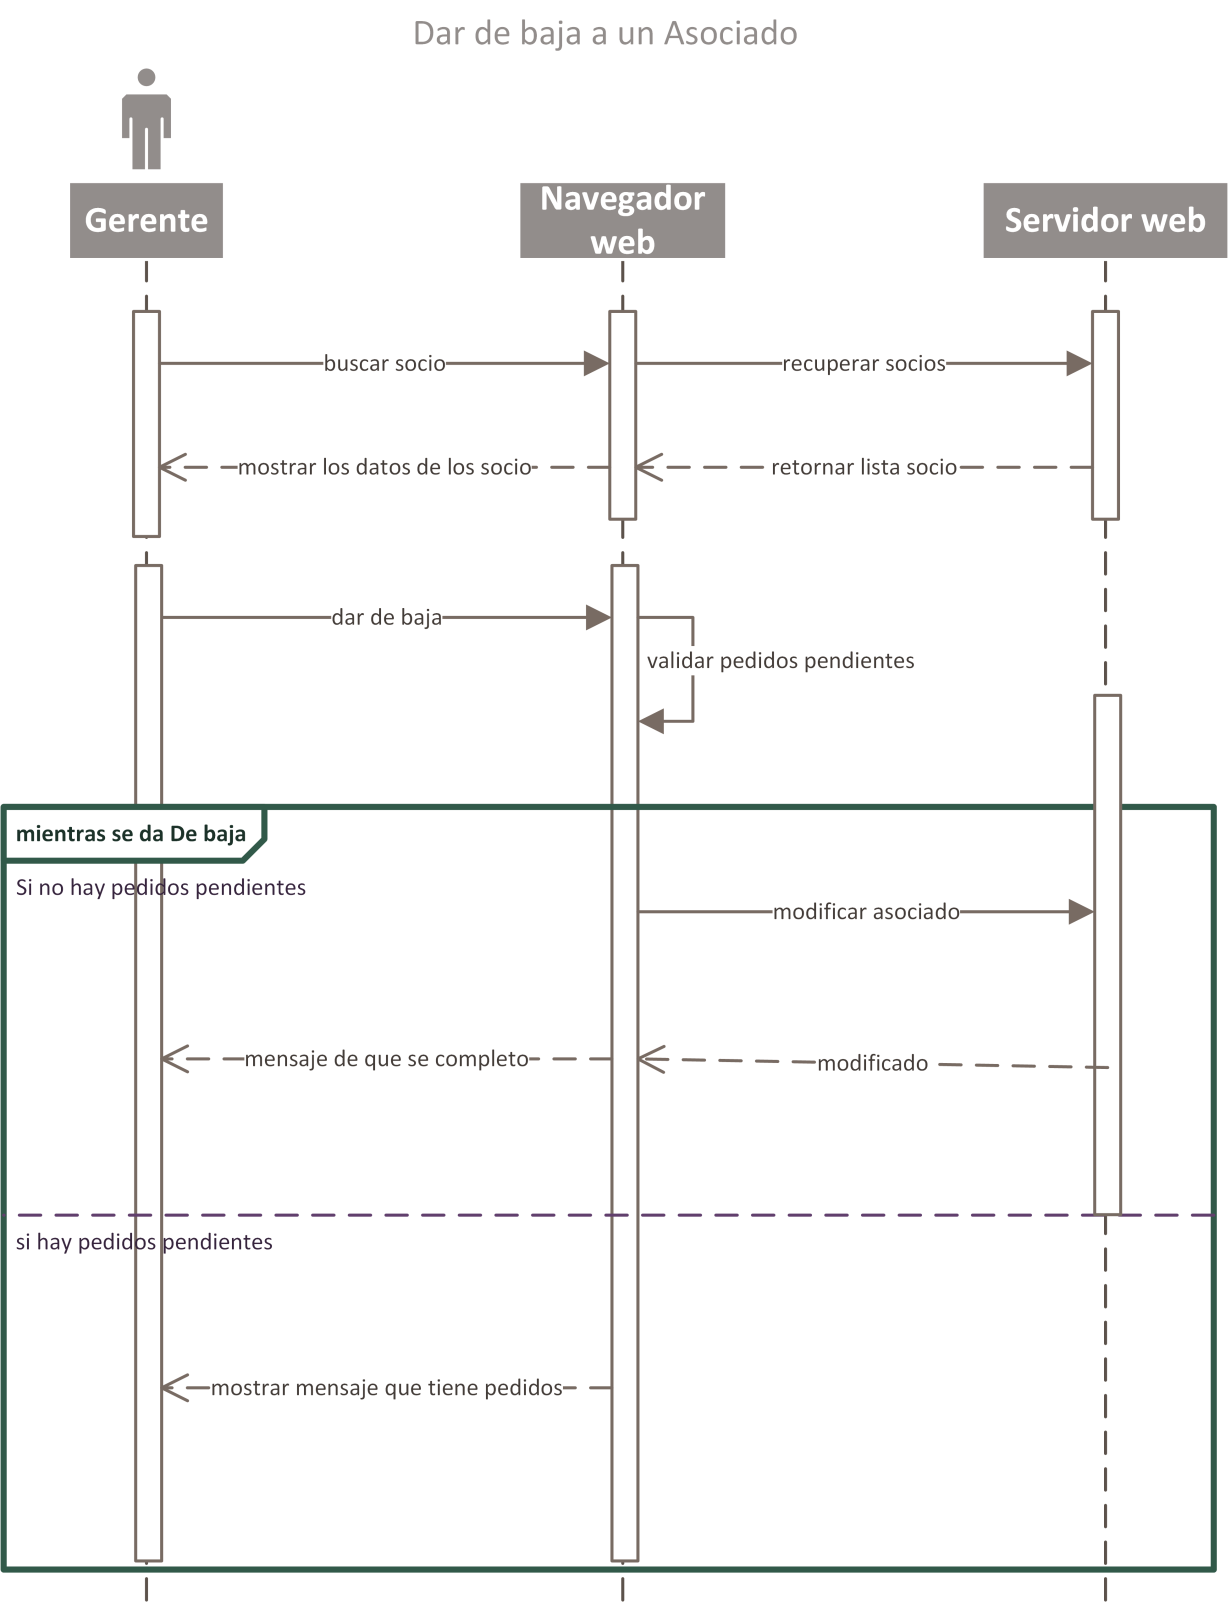 Dar de baja a un Asociado
Gerente
Navegador
web
Servidor web
buscar socio
recuperar socios
mostrar los datos de los socio
retornar lista socio
dar de baja
validar pedidos pendientes
mientras se da De baja
Si no hay pedidos pendientes
modificar asociado
mensaje de que se completo
modificado
si hay pedidos pendientes
mostrar mensaje que tiene pedidos